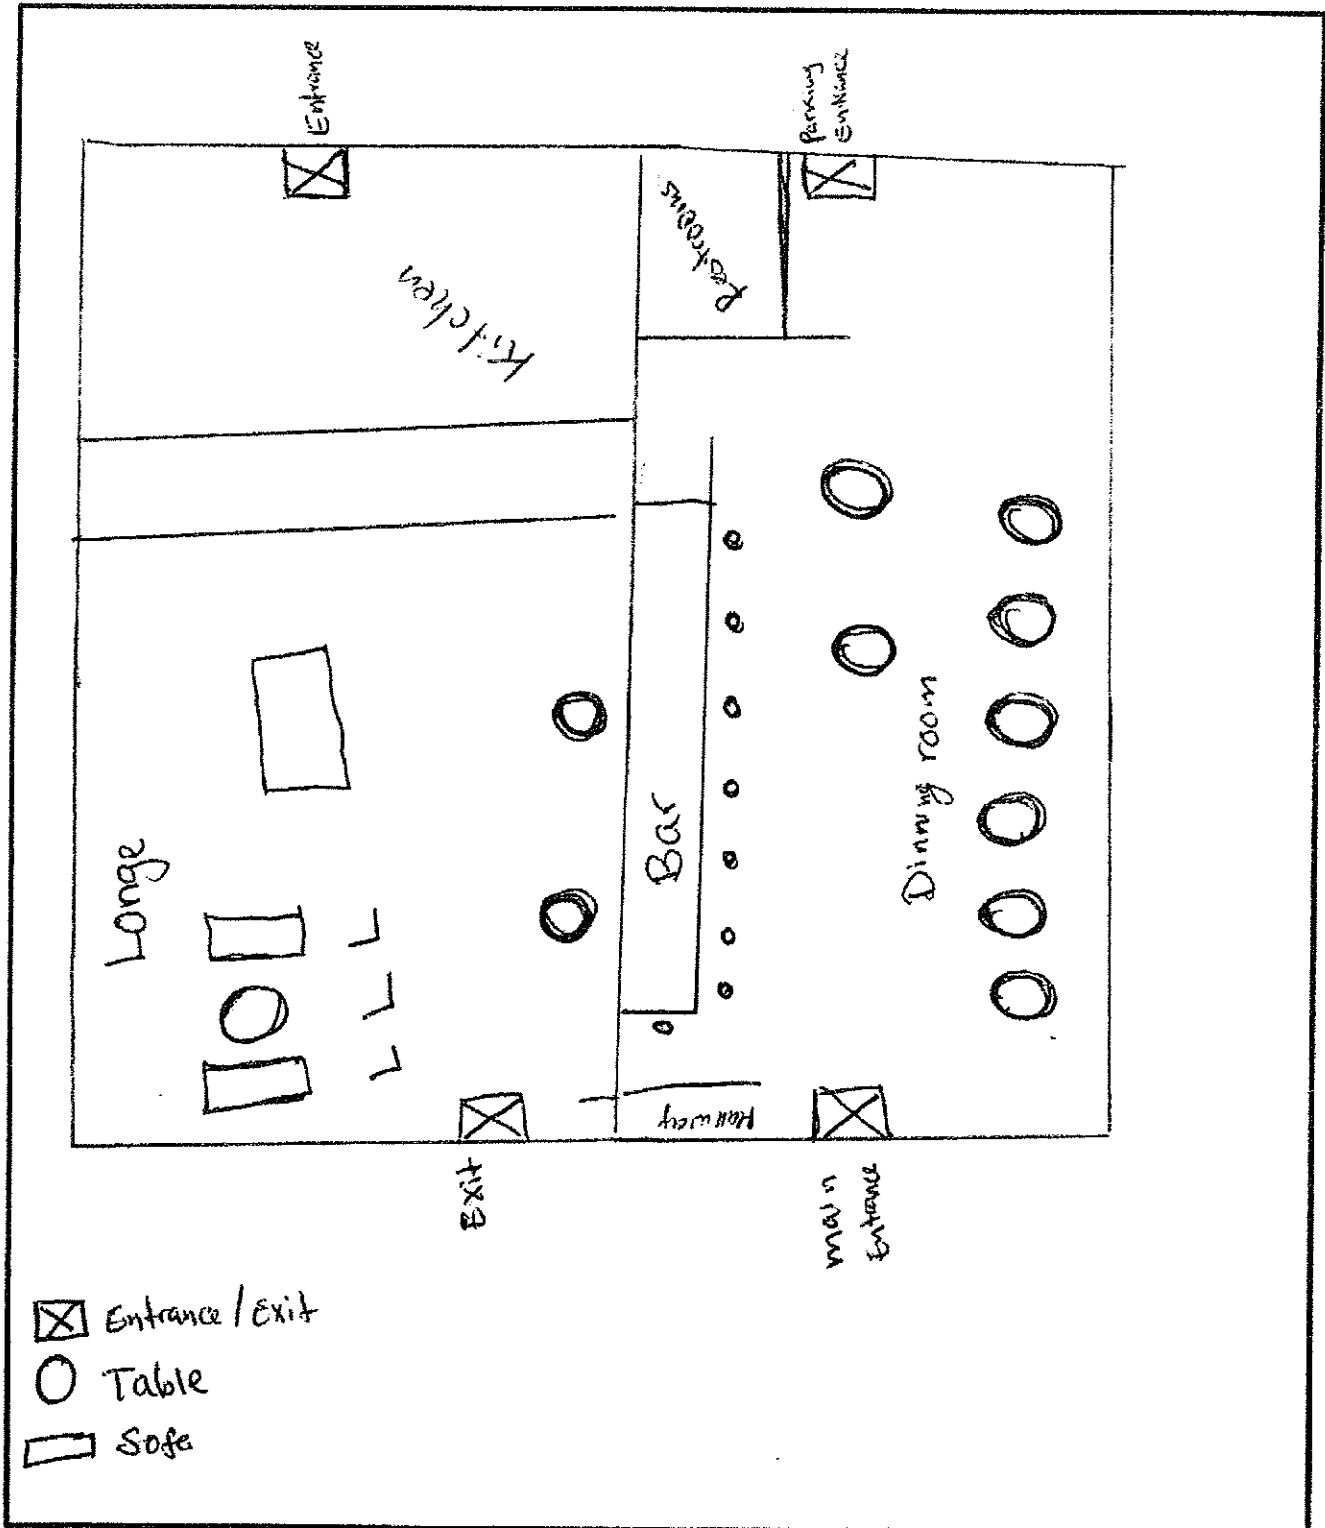 Entrance
Parking
Entrance
Restrooms
Kitchen
Longe
Bar
Dinning room
Hallway
Exit
main
Entrance
Entrance / Exit
Table
Sofa